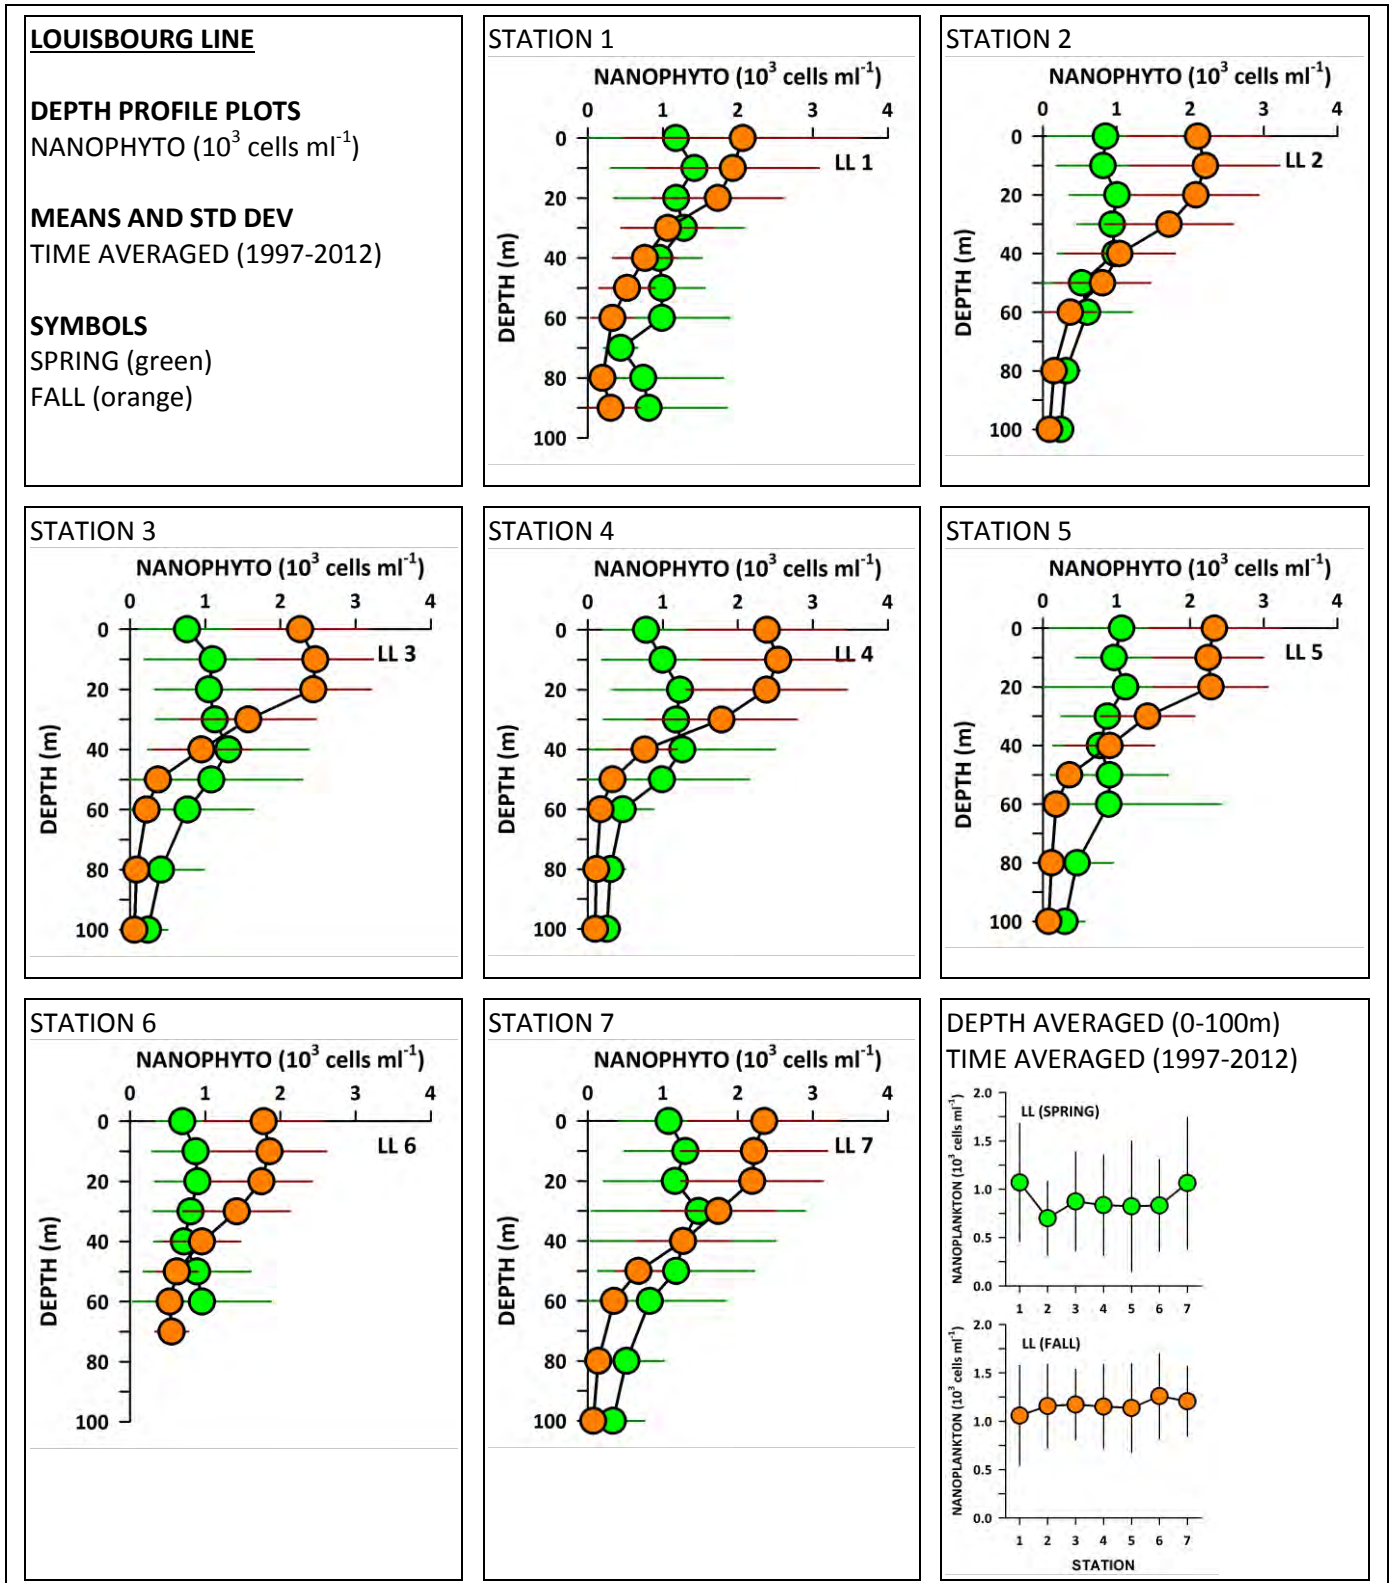 LOUISBOURG LINE
DEPTH PROFILE PLOTS
NANOPHYTO (10³ cells ml⁻¹)
MEANS AND STD DEV
TIME AVERAGED (1997-2012)
SYMBOLS
SPRING (green)
FALL (orange)
STATION 1
NANOPHYTO (10³ cells ml⁻¹)
0 1 2 3 4
LL 1
DEPTH (m)
0
20
40
60
80
100
STATION 2
NANOPHYTO (10³ cells ml⁻¹)
0 1 2 3 4
LL 2
DEPTH (m)
0
20
40
60
80
100
STATION 3
NANOPHYTO (10³ cells ml⁻¹)
0 1 2 3 4
LL 3
DEPTH (m)
0
20
40
60
80
100
STATION 4
NANOPHYTO (10³ cells ml⁻¹)
0 1 2 3 4
LL 4
DEPTH (m)
0
20
40
60
80
100
STATION 5
NANOPHYTO (10³ cells ml⁻¹)
0 1 2 3 4
LL 5
DEPTH (m)
0
20
40
60
80
100
STATION 6
NANOPHYTO (10³ cells ml⁻¹)
0 1 2 3 4
LL 6
DEPTH (m)
0
20
40
60
80
100
STATION 7
NANOPHYTO (10³ cells ml⁻¹)
0 1 2 3 4
LL 7
DEPTH (m)
0
20
40
60
80
100
DEPTH AVERAGED (0-100m)
TIME AVERAGED (1997-2012)
NANOPLANKTON (10³ cells ml⁻¹)
LL (SPRING)
2.0
1.5
1.0
0.5
0.0
1 2 3 4 5 6 7
NANOPLANKTON (10³ cells ml⁻¹)
LL (FALL)
2.0
1.5
1.0
0.5
0.0
1 2 3 4 5 6 7
STATION